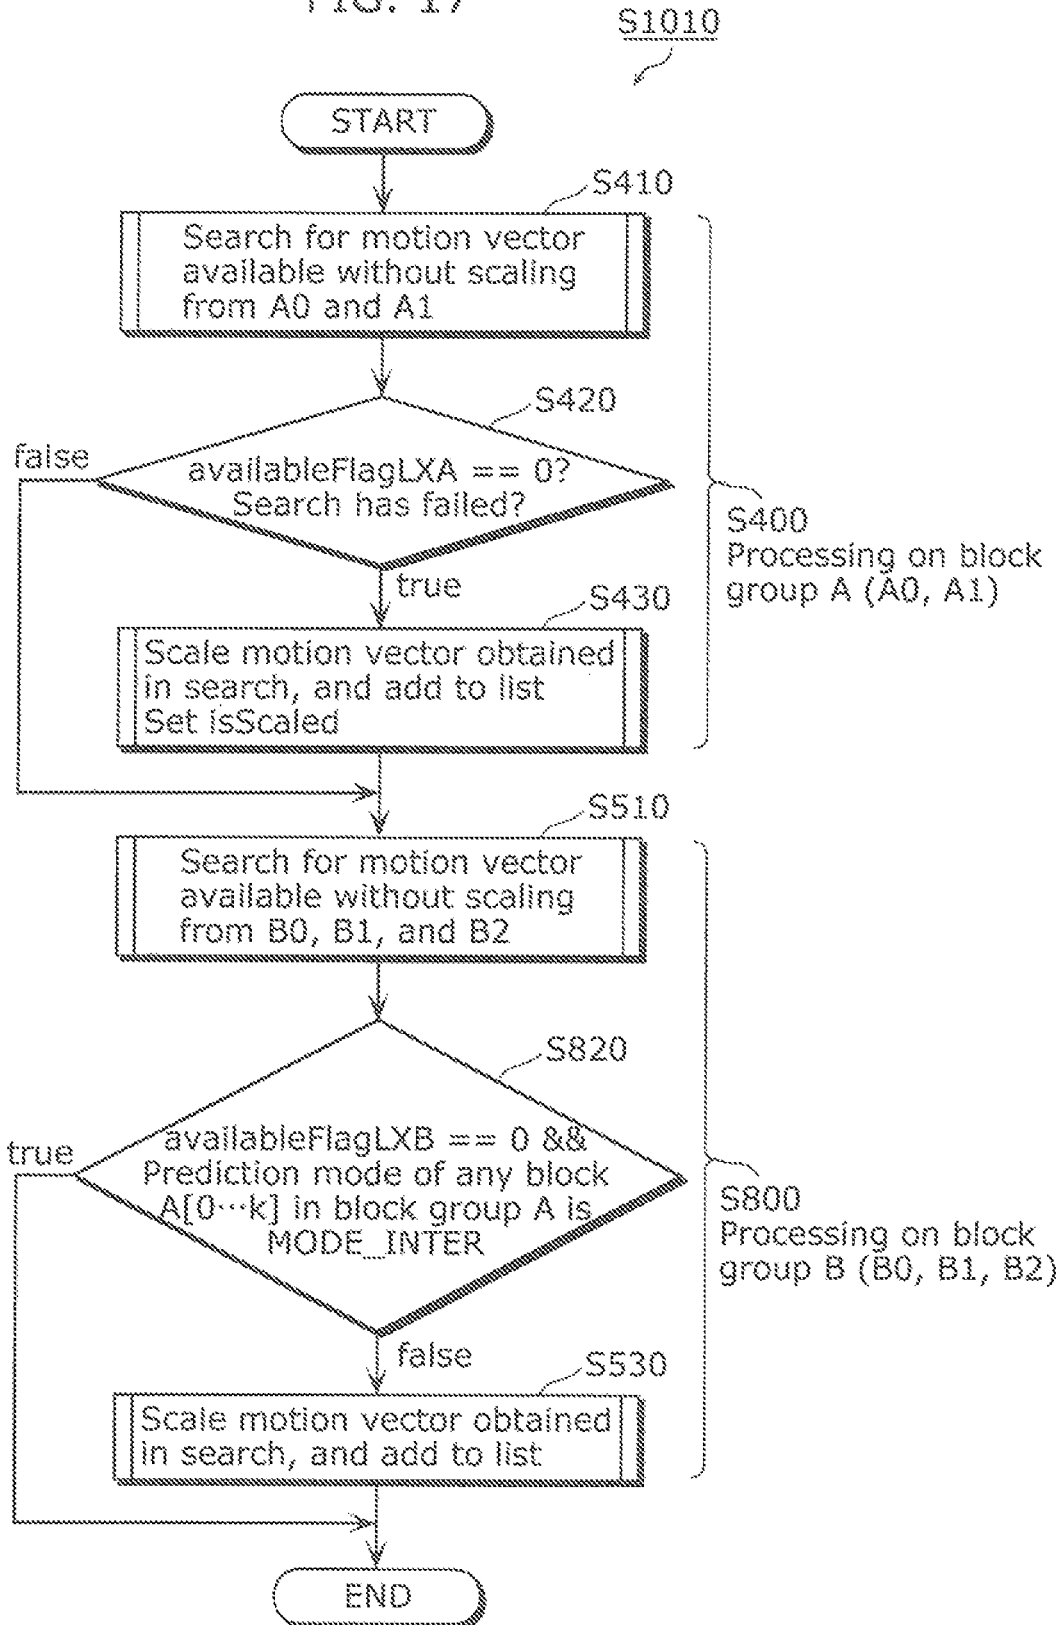 FIG. 17
S1010
START
S410
Search for motion vector
available without scaling
from A0 and A1
S420
false
availableFlagLXA == 0?
Search has failed?
true
S400
Processing on block
group A (A0, A1)
S430
Scale motion vector obtained
in search, and add to list
Set isScaled
S510
Search for motion vector
available without scaling
from B0, B1, and B2
S820
true
availableFlagLXB == 0 &&
Prediction mode of any block
A[0···k] in block group A is
MODE_INTER
S800
Processing on block
group B (B0, B1, B2)
false
S530
Scale motion vector obtained
in search, and add to list
END